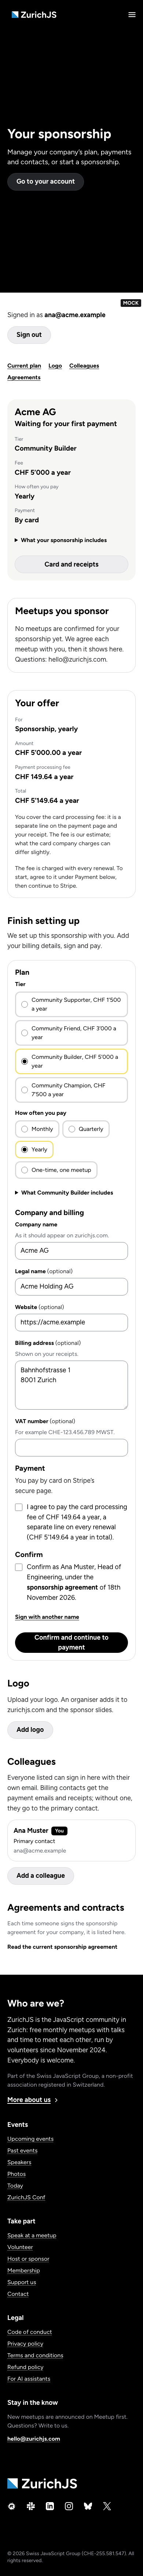 ZurichJS
Your sponsorship
Manage your company's plan, payments
and contacts, or start a sponsorship.
Go to your account
MOCK
Signed in as ana@acme.example
Sign out
Current plan
Logo
Colleagues
Agreements
Acme AG
Waiting for your first payment
Tier
Community Builder
Fee
CHF 5'000 a year
How often you pay
Yearly
Payment
By card
What your sponsorship includes
Card and receipts
Meetups you sponsor
No meetups are confirmed for your
sponsorship yet. We agree each
meetup with you, then it shows here.
Questions: hello@zurichjs.com.
Your offer
For
Sponsorship, yearly
Amount
CHF 5'000.00 a year
Payment processing fee
CHF 149.64 a year
Total
CHF 5'149.64 a year
You cover the card processing fee: it is a
separate line on the payment page and
your receipt. The fee is our estimate;
what the card company charges can
differ slightly.
The fee is charged with every renewal. To
start, agree to it under Payment below,
then continue to Stripe.
Finish setting up
We set up this sponsorship with you. Add
your billing details, sign and pay.
Plan
Tier
Community Supporter, CHF 1'500
a year
Community Friend, CHF 3'000 a
year
Community Builder, CHF 5'000 a
year
Community Champion, CHF
7'500 a year
How often you pay
Monthly
Quarterly
Yearly
One-time, one meetup
What Community Builder includes
Company and billing
Company name
As it should appear on zurichjs.com.
Acme AG
Legal name (optional)
Acme Holding AG
Website (optional)
https://acme.example
Billing address (optional)
Shown on your receipts.
Bahnhofstrasse 1
8001 Zurich
VAT number (optional)
For example CHE-123.456.789 MWST.
Payment
You pay by card on Stripe's
secure page.
I agree to pay the card processing
fee of CHF 149.64 a year, a
separate line on every renewal
(CHF 5'149.64 a year in total).
Confirm
Confirm as Ana Muster, Head of
Engineering, under the
sponsorship agreement of 18th
November 2026.
Sign with another name
Confirm and continue to
payment
Logo
Upload your logo. An organiser adds it to
zurichjs.com and the sponsor slides.
Add logo
Colleagues
Everyone listed can sign in here with their
own email. Billing contacts get the
payment emails and receipts; without one,
they go to the primary contact.
Ana Muster You
Primary contact
ana@acme.example
Add a colleague
Agreements and contracts
Each time someone signs the sponsorship
agreement for your company, it is listed here.
Read the current sponsorship agreement
Who are we?
ZurichJS is the JavaScript community in
Zurich: free monthly meetups with talks
and time to meet each other, run by
volunteers since November 2024.
Everybody is welcome.
Part of the Swiss JavaScript Group, a non-profit
association registered in Switzerland.
More about us
Events
Upcoming events
Past events
Speakers
Photos
Today
ZurichJS Conf
Take part
Speak at a meetup
Volunteer
Host or sponsor
Membership
Support us
Contact
Legal
Code of conduct
Privacy policy
Terms and conditions
Refund policy
For AI assistants
Stay in the know
New meetups are announced on Meetup first.
Questions? Write to us.
hello@zurichjs.com
ZurichJS
© 2026 Swiss JavaScript Group (CHE-255.581.547). All
rights reserved.